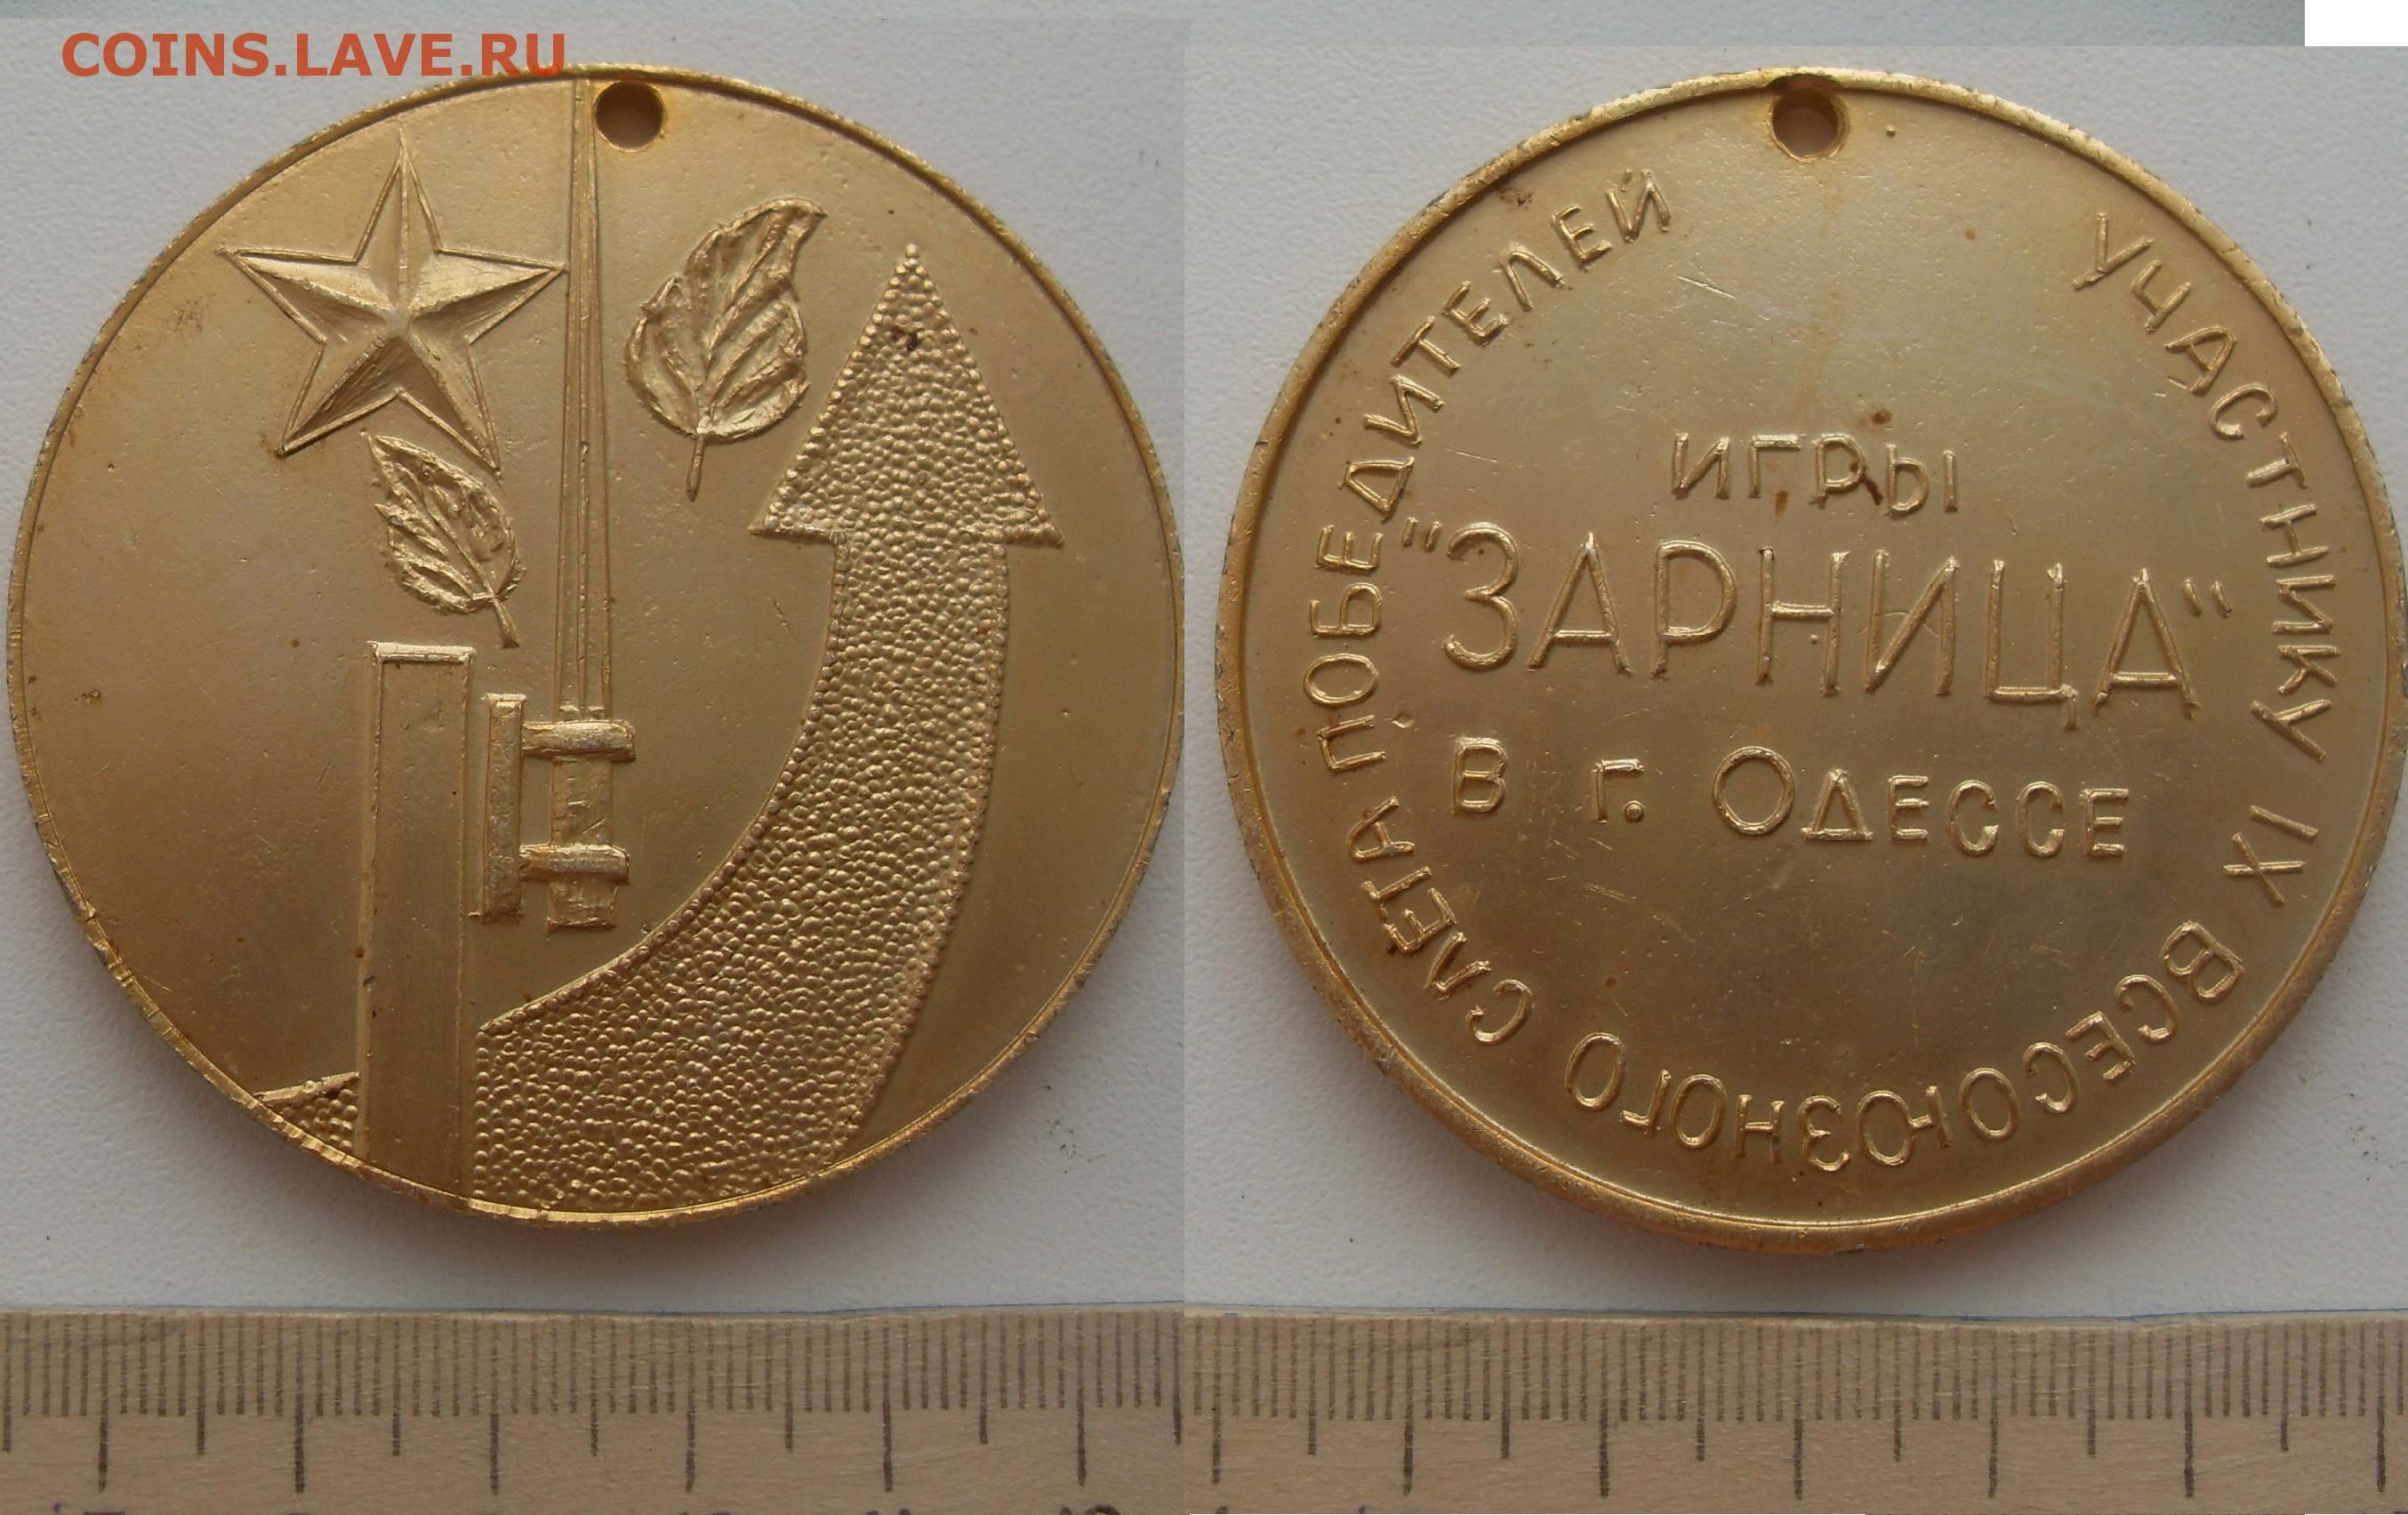 COINS.LAVE.RU
УЧАСТНИКУ IX ВСЕСОЮЗНОГО СЛЁТА ПОБЕДИТЕЛЕЙ
ИГРЫ
"ЗАРНИЦА"
В г. ОДЕССЕ